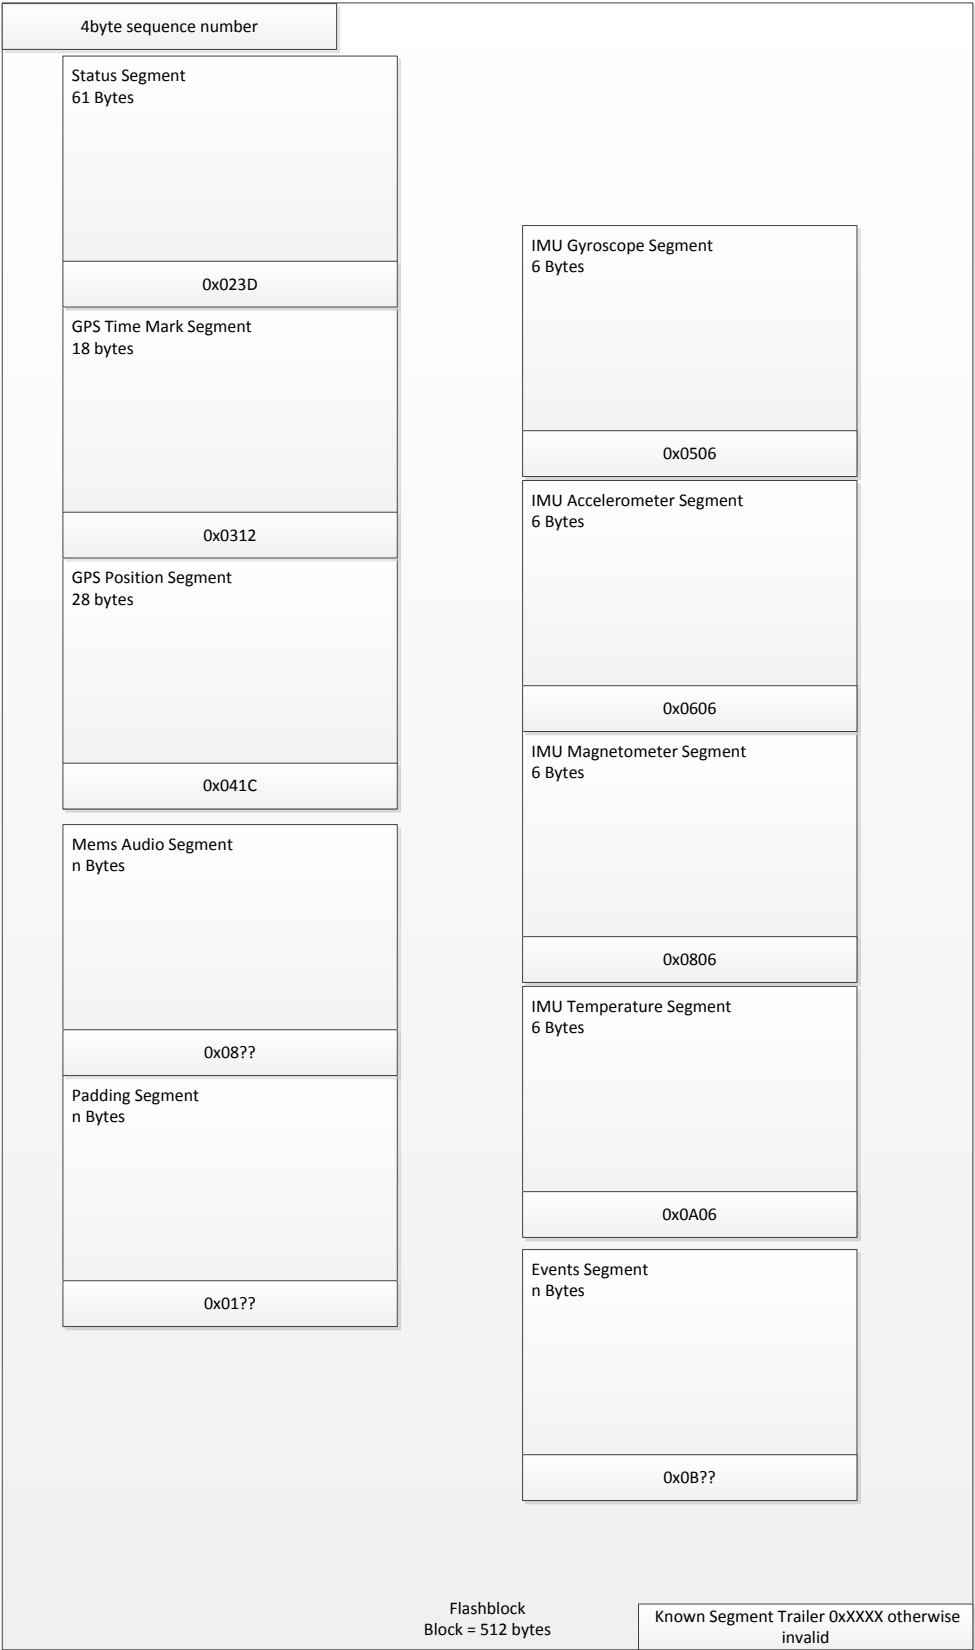 4byte sequence number
Status Segment
61 Bytes
0x023D
GPS Time Mark Segment
18 bytes
0x0312
GPS Position Segment
28 bytes
0x041C
Mems Audio Segment
n Bytes
0x08??
Padding Segment
n Bytes
0x01??
IMU Gyroscope Segment
6 Bytes
0x0506
IMU Accelerometer Segment
6 Bytes
0x0606
IMU Magnetometer Segment
6 Bytes
0x0806
IMU Temperature Segment
6 Bytes
0x0A06
Events Segment
n Bytes
0x0B??
Flashblock
Block = 512 bytes
Known Segment Trailer 0xXXXX otherwise
invalid